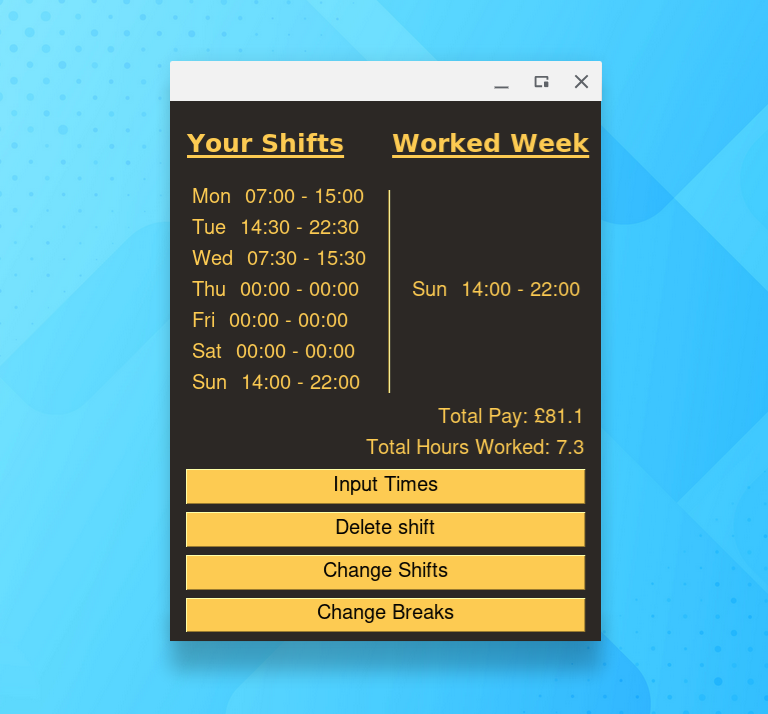 Your Shifts
Worked Week
Mon 07:00 - 15:00
Tue 14:30 - 22:30
Wed 07:30 - 15:30
Thu 00:00 - 00:00
Fri 00:00 - 00:00
Sat 00:00 - 00:00
Sun 14:00 - 22:00
Sun 14:00 - 22:00
Total Pay: £81.1
Total Hours Worked: 7.3
Input Times
Delete shift
Change Shifts
Change Breaks